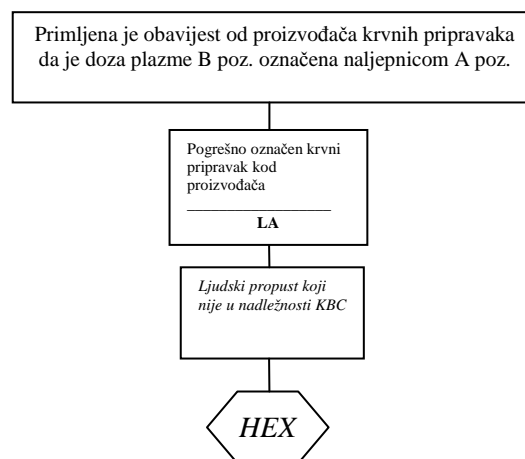 Primljena je obavijest od proizvođača krvnih pripravaka
da je doza plazme B poz. označena naljepnicom A poz.
Pogrešno označen krvni
pripravak kod
proizvođača
__________________
LA
Ljudski propust koji
nije u nadležnosti KBC
HEX